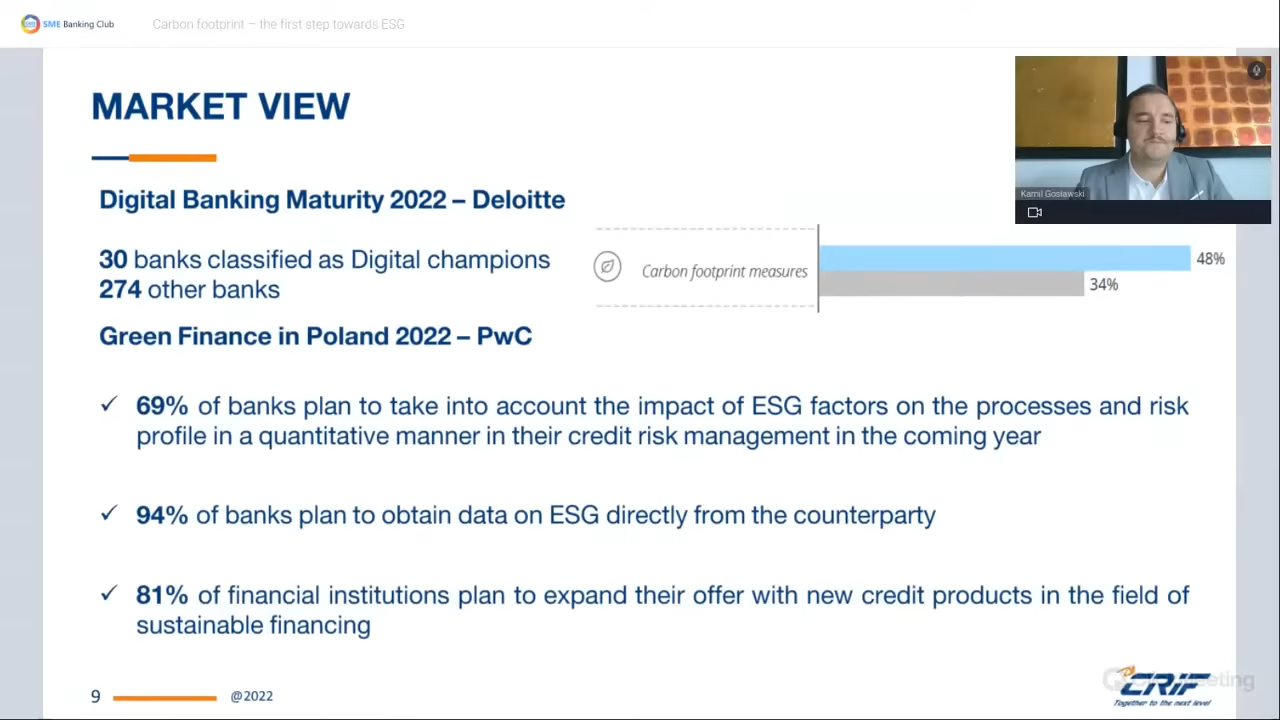 SME Banking Club
Carbon footprint – the first step towards ESG
MARKET VIEW
Kamil Gosławski
Digital Banking Maturity 2022 – Deloitte
30 banks classified as Digital champions
274 other banks
Carbon footprint measures
48%
34%
Green Finance in Poland 2022 – PwC
✓ 69% of banks plan to take into account the impact of ESG factors on the processes and risk
profile in a quantitative manner in their credit risk management in the coming year
✓ 94% of banks plan to obtain data on ESG directly from the counterparty
✓ 81% of financial institutions plan to expand their offer with new credit products in the field of
sustainable financing
9
@2022
CRIF
Together to the next level